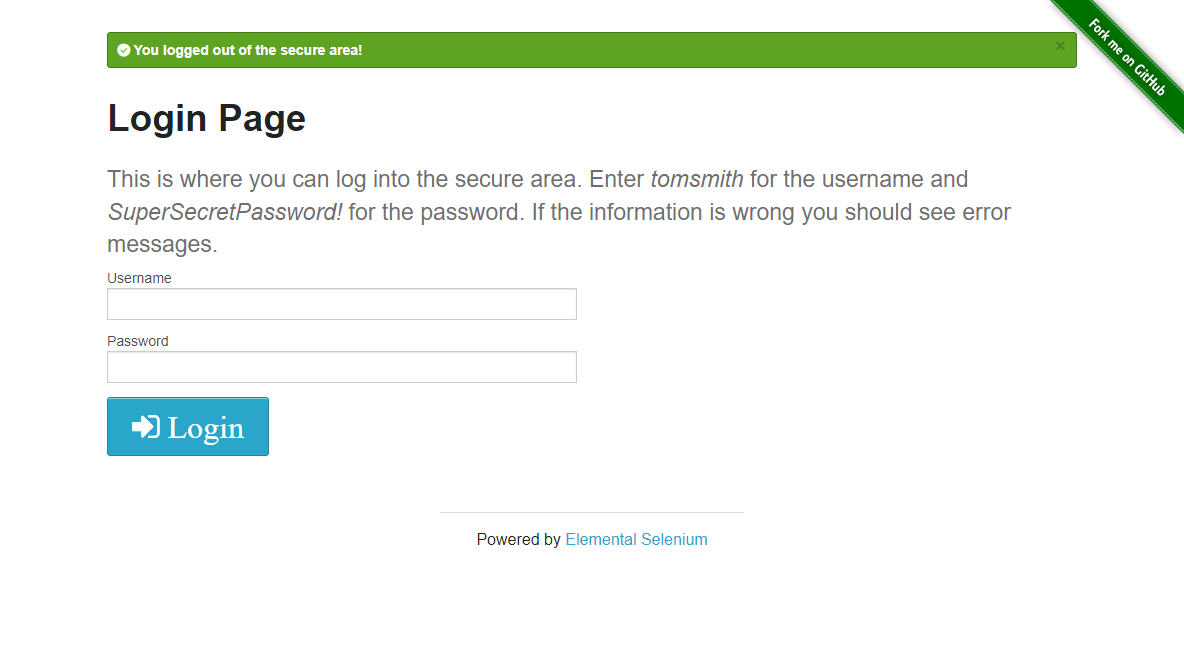 You logged out of the secure area!
×
Fork me on GitHub
Login Page
This is where you can log into the secure area. Enter tomsmith for the username and
SuperSecretPassword! for the password. If the information is wrong you should see error
messages.
Username
Password
Login
Powered by Elemental Selenium